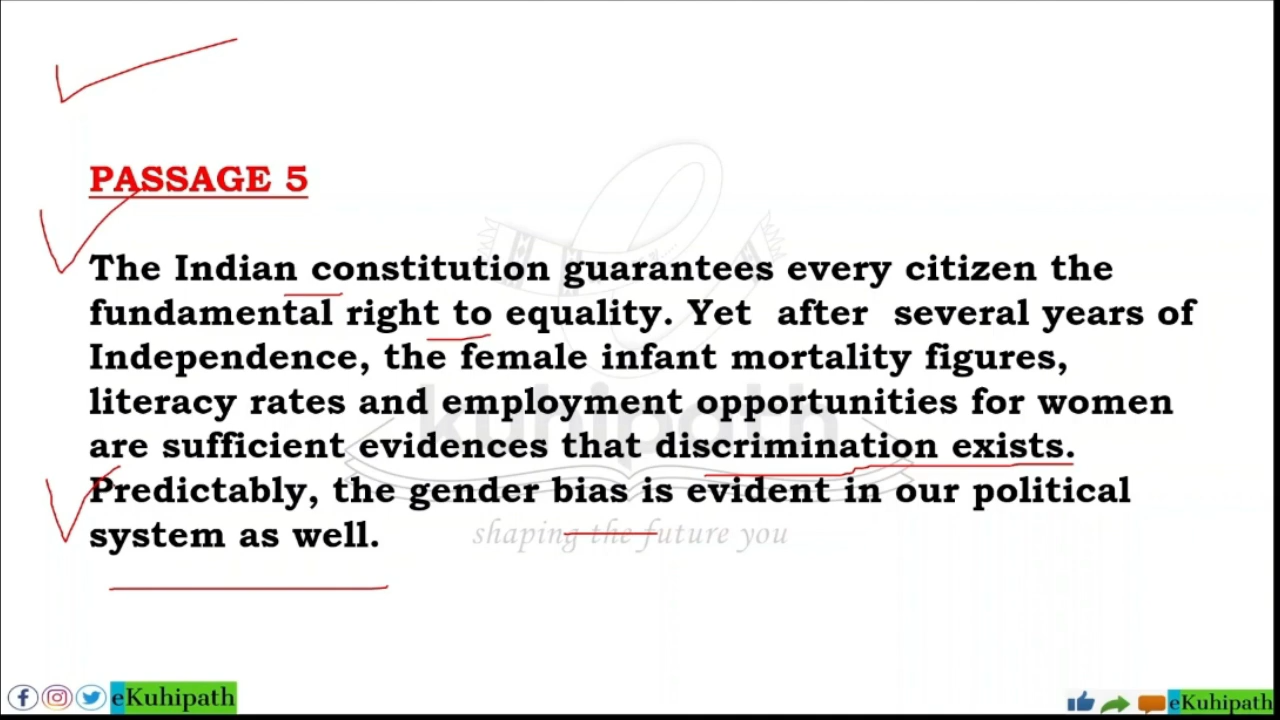 PASSAGE 5
The Indian constitution guarantees every citizen the
fundamental right to equality. Yet after several years of
Independence, the female infant mortality figures,
literacy rates and employment opportunities for women
are sufficient evidences that discrimination exists.
Predictably, the gender bias is evident in our political
system as well.
kuhipath
shaping the future you
eKuhipath
eKuhipath